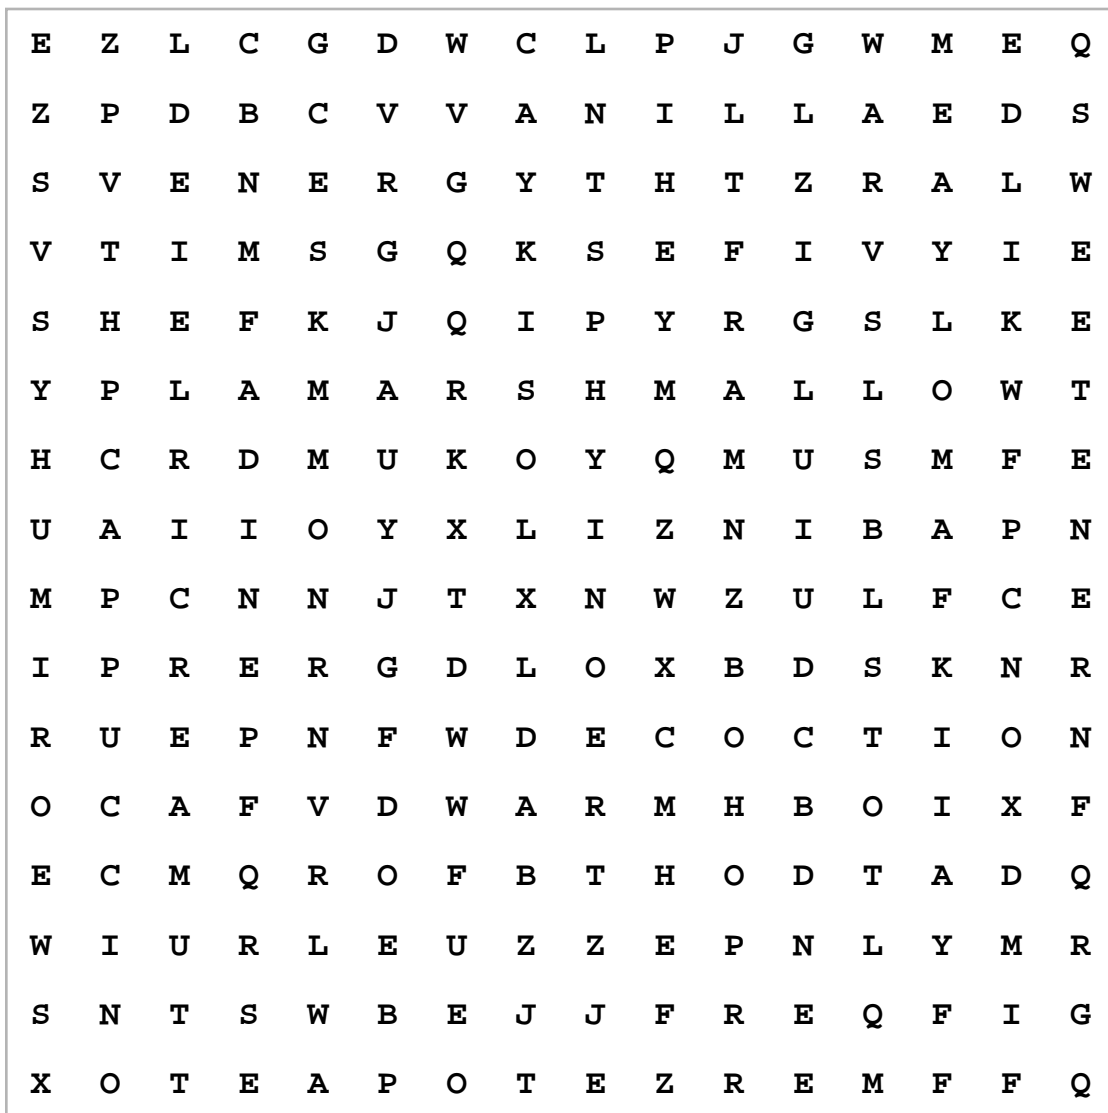 E Z L C G D W C L P J G W M E Q
Z P D B C V V A N I L L A E D S
S V E N E R G Y T H T Z R A L W
V T I M S G Q K S E F I V Y I E
S H E F K J Q I P Y R G S L K E
Y P L A M A R S H M A L L O W T
H C R D M U K O Y Q M U S M F E
U A I I O Y X L I Z N I B A P N
M P C N N J T X N W Z U L F C E
I P R E R G D L O X B D S K N R
R U E P N F W D E C O C T I O N
O C A F V D W A R M H B O I X F
E C M Q R O F B T H O D T A D Q
W I U R L E U Z Z E P N L Y M R
S N T S W B E J J F R E Q F I G
X O T E A P O T E Z R E M F F Q